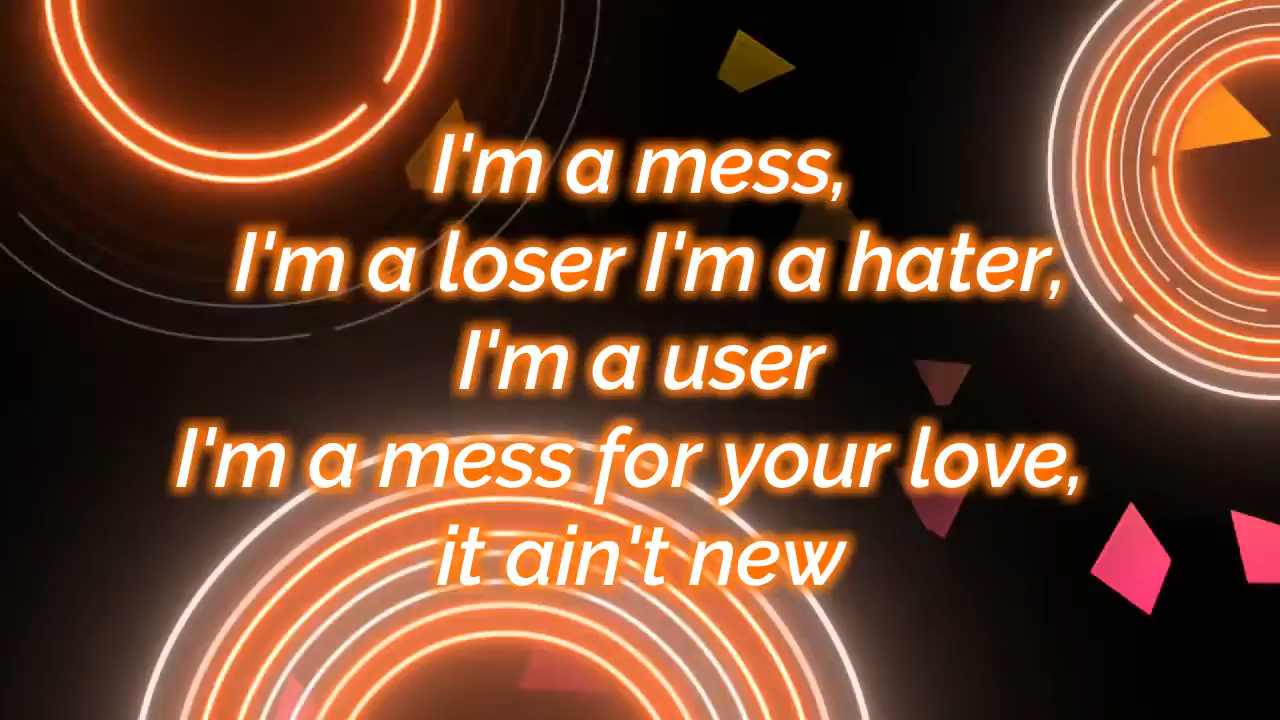 I'm a mess,
I'm a loser I'm a hater,
I'm a user
I'm a mess for your love,
it ain't new